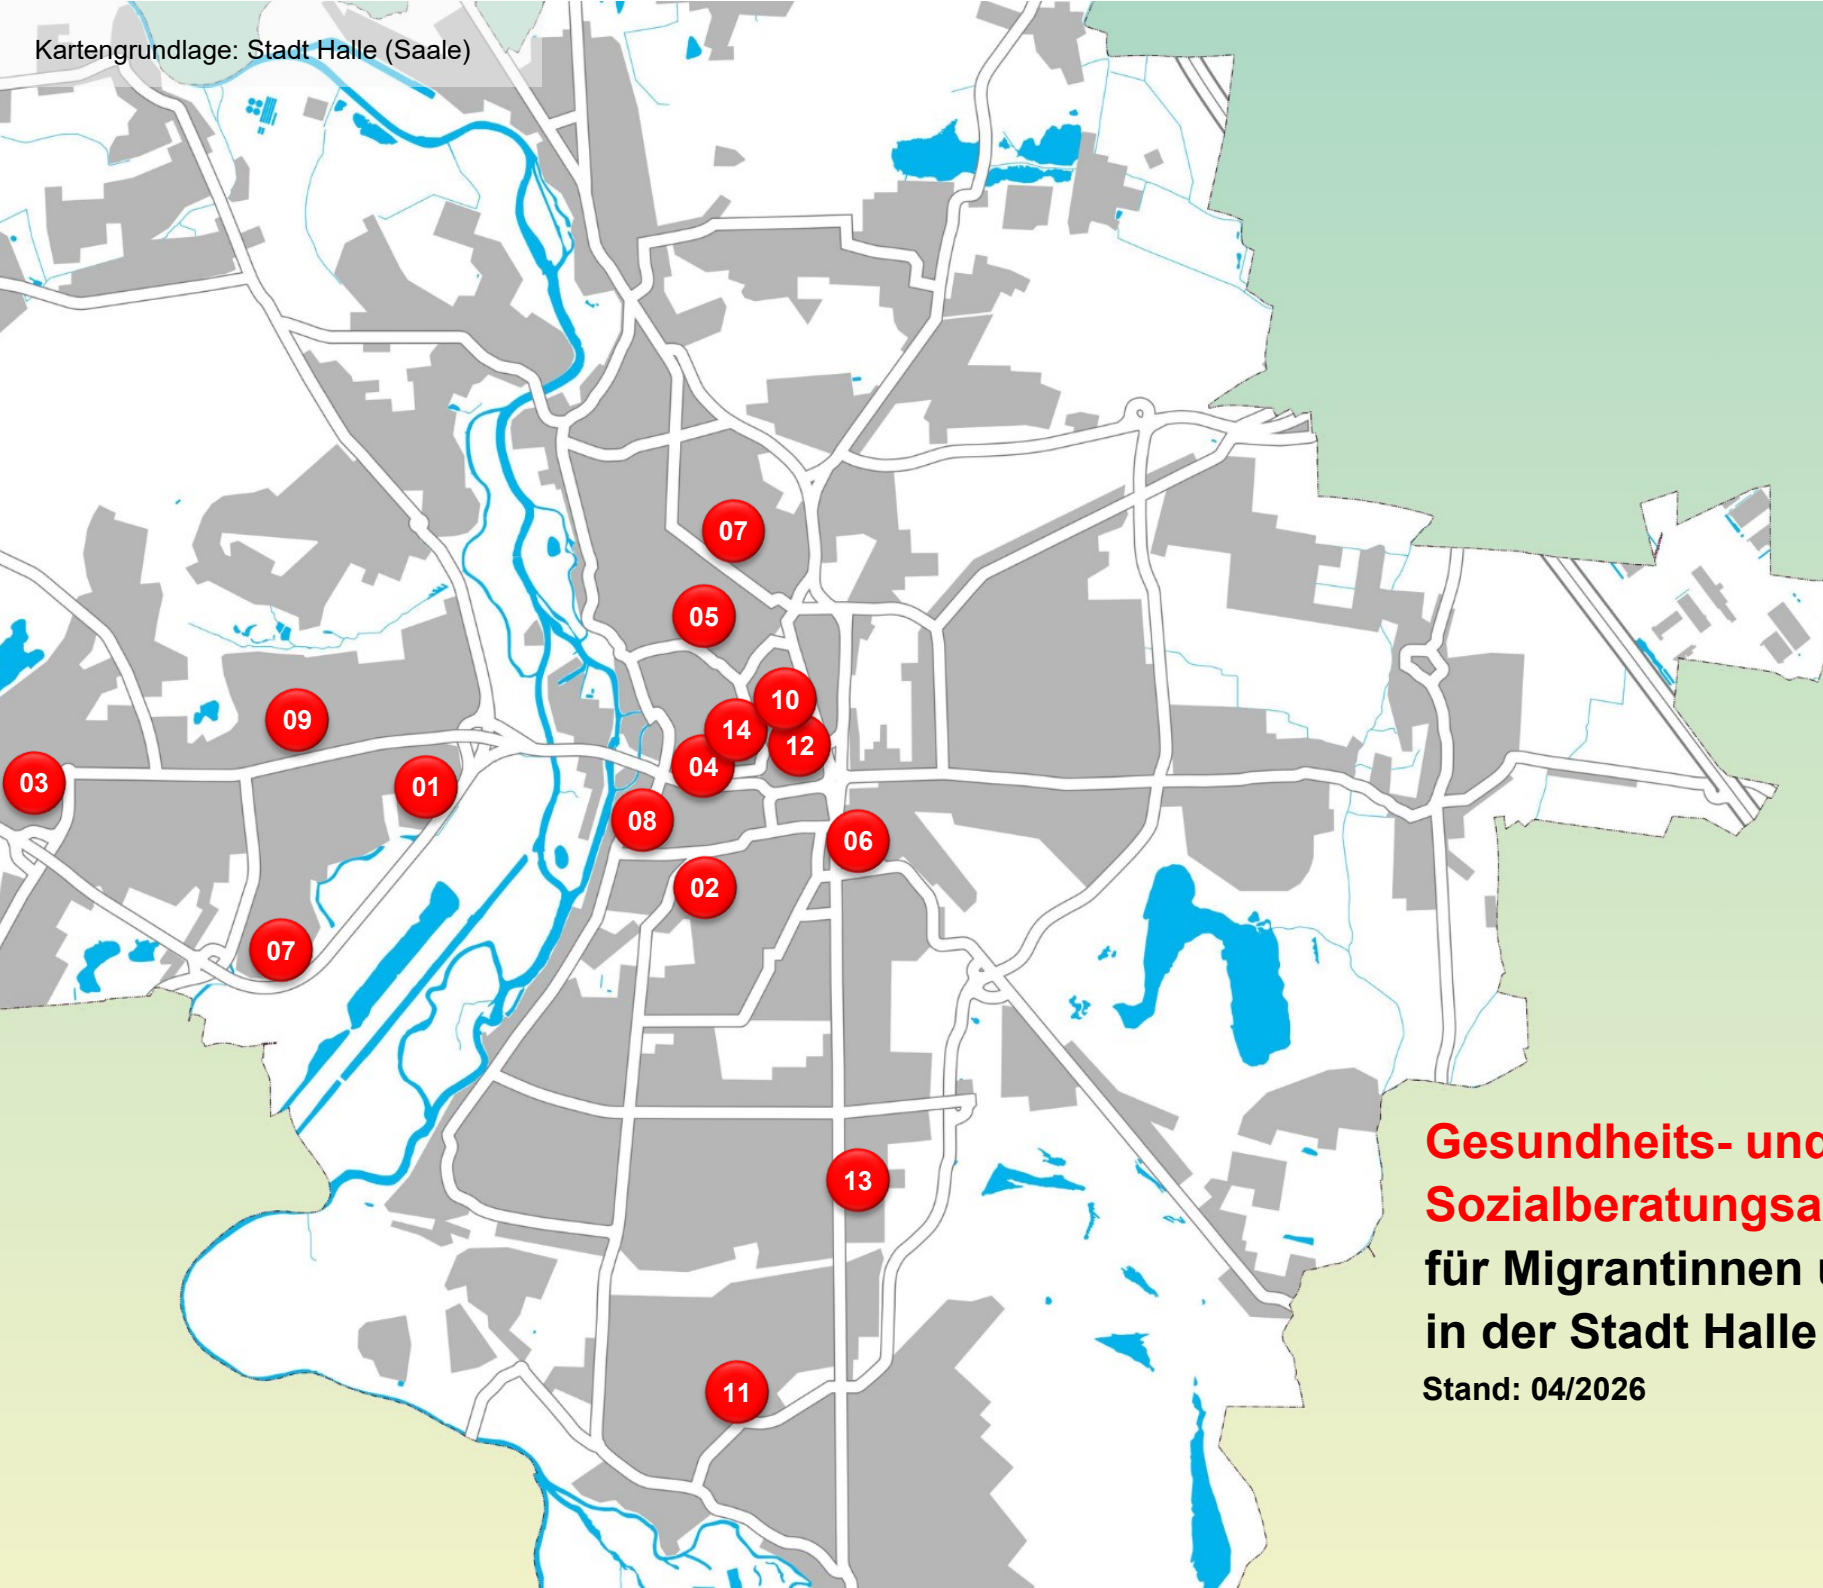 Kartengrundlage: Stadt Halle (Saale)
07
05
10
14
12
09
04
03
01
08
06
02
07
13
11
Gesundheits- und
Sozialberatungsa
für Migrantinnen u
in der Stadt Halle
Stand: 04/2026